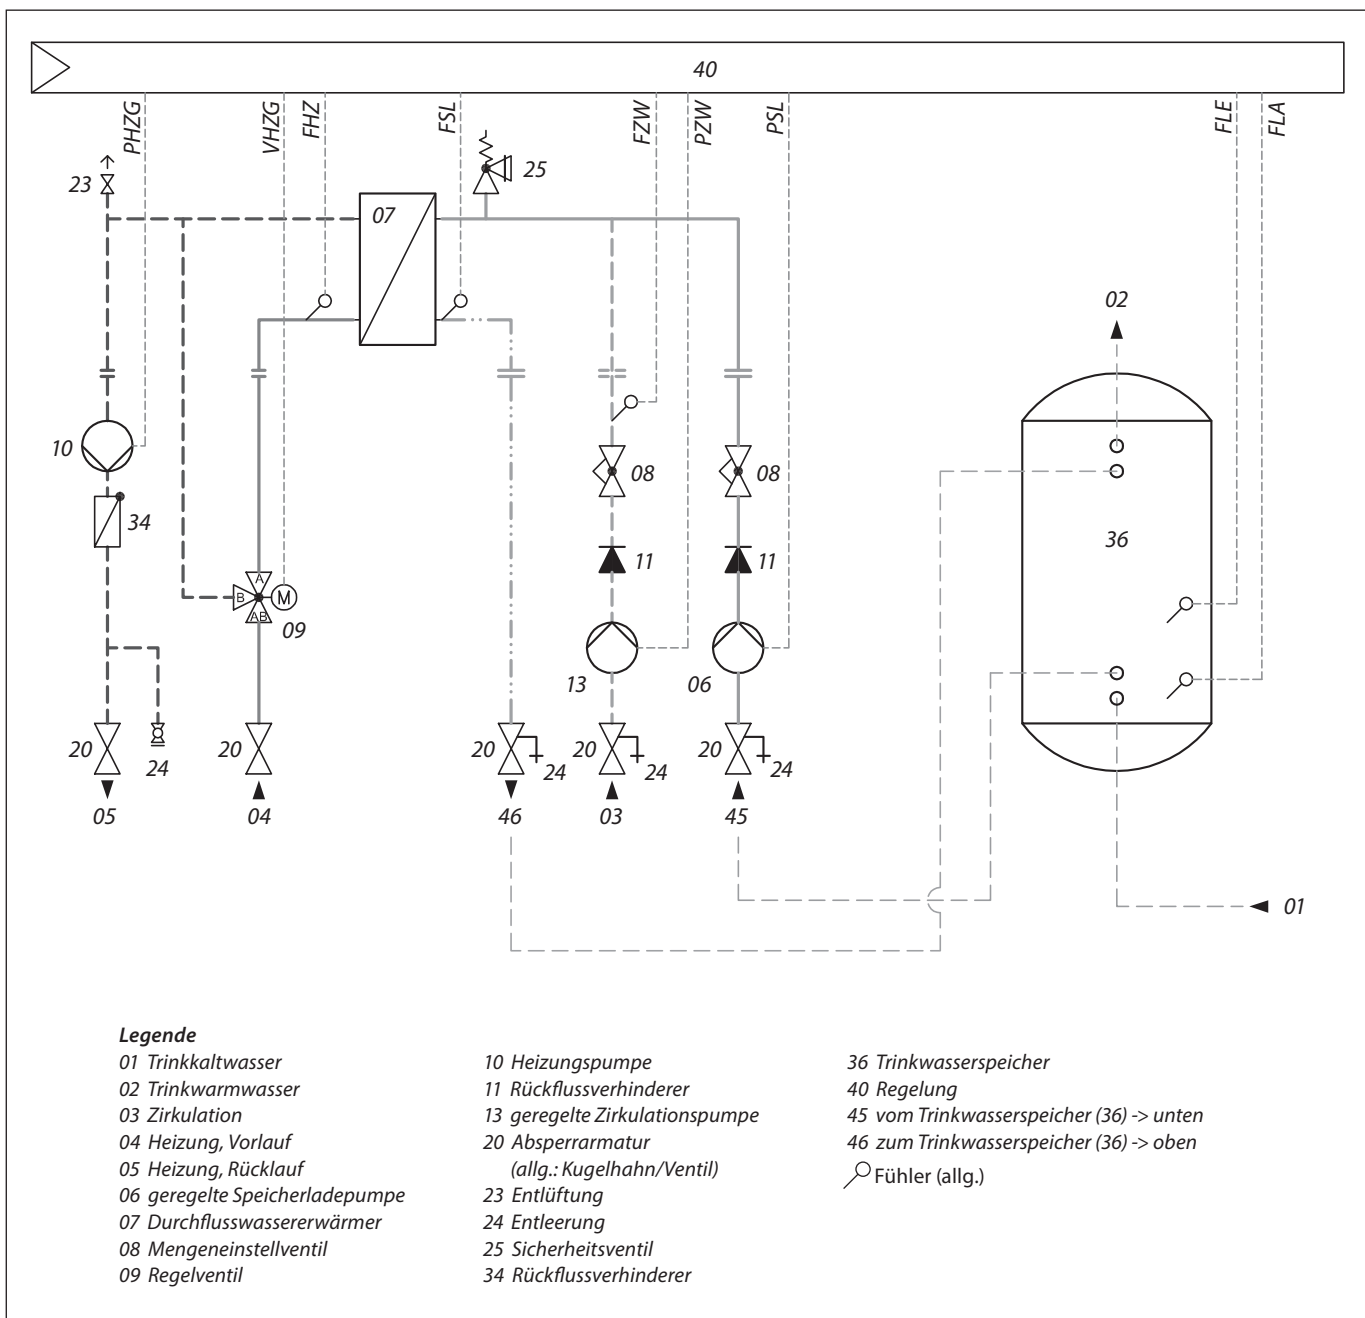 40
PHZG
VHZG
FHZ
FSL
FZW
PZW
PSL
FLE
FLA
23
25
07
02
10
08
08
34
36
11
11
A
B
M
AB
09
13
06
20
24
20
20
24
20
24
20
24
05
04
46
03
45
01
Legende
01 Trinkkaltwasser
02 Trinkwarmwasser
03 Zirkulation
04 Heizung, Vorlauf
05 Heizung, Rücklauf
06 geregelte Speicherladepumpe
07 Durchflusswassererwärmer
08 Mengeneinstellventil
09 Regelventil
10 Heizungspumpe
11 Rückflussverhinderer
13 geregelte Zirkulationspumpe
20 Absperrarmatur
(allg.: Kugelhahn/Ventil)
23 Entlüftung
24 Entleerung
25 Sicherheitsventil
34 Rückflussverhinderer
36 Trinkwasserspeicher
40 Regelung
45 vom Trinkwasserspeicher (36) -> unten
46 zum Trinkwasserspeicher (36) -> oben
Fühler (allg.)